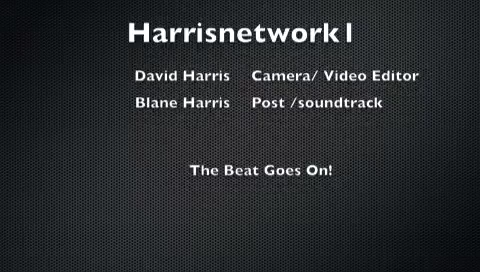 Harrisnetwork1
David Harris Camera/ Video Editor
Blane Harris Post /soundtrack
The Beat Goes On!